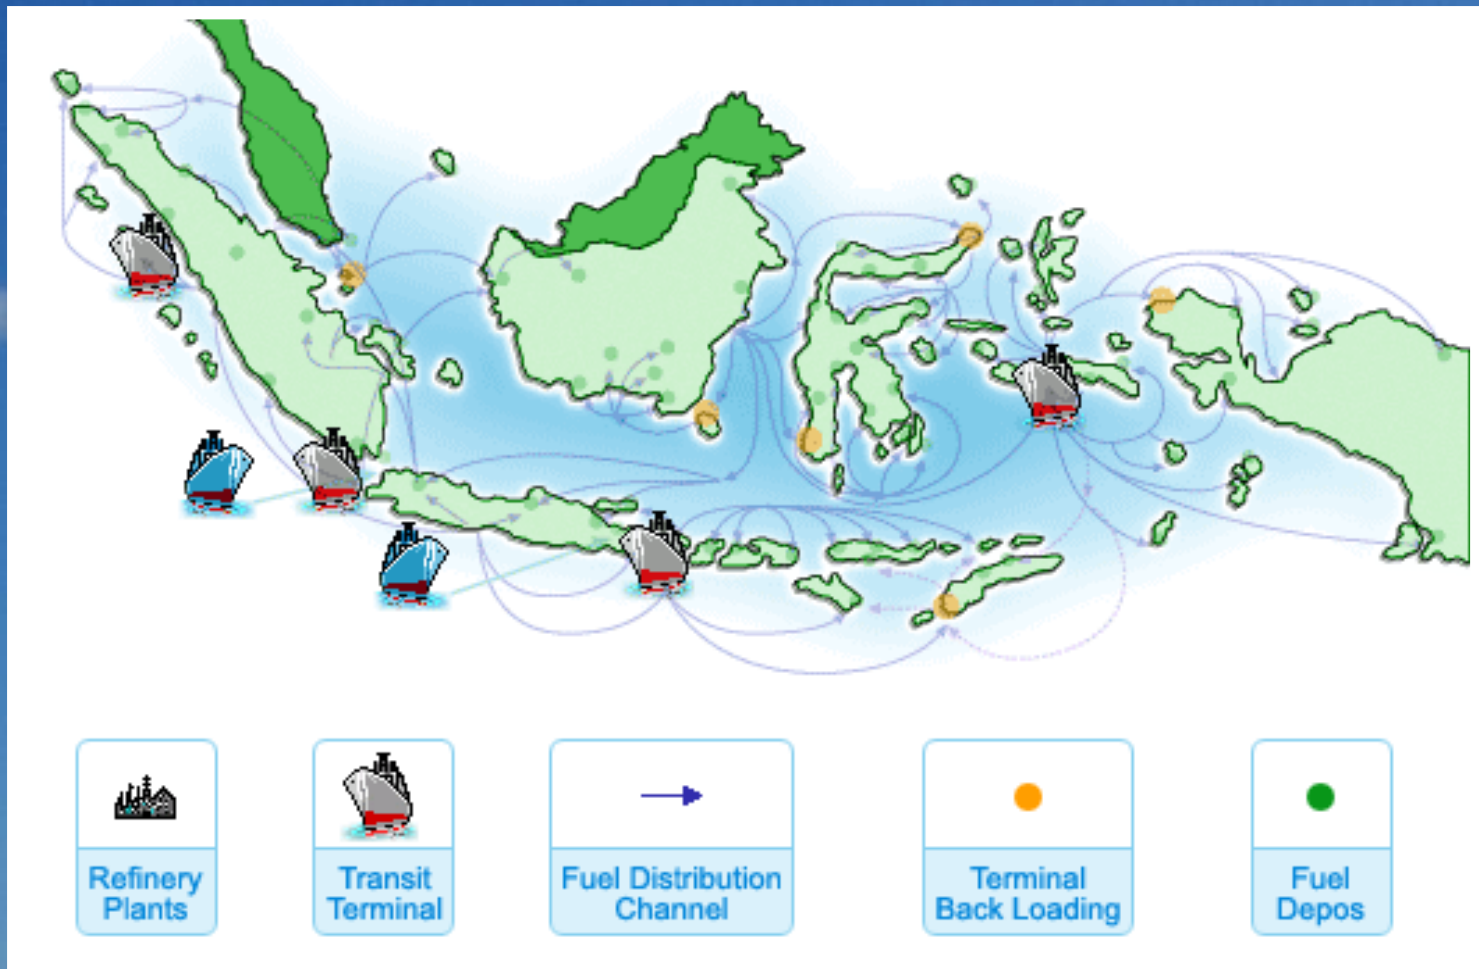 Refinery
Plants
Transit
Terminal
Fuel Distribution
Channel
Terminal
Back Loading
Fuel
Depos